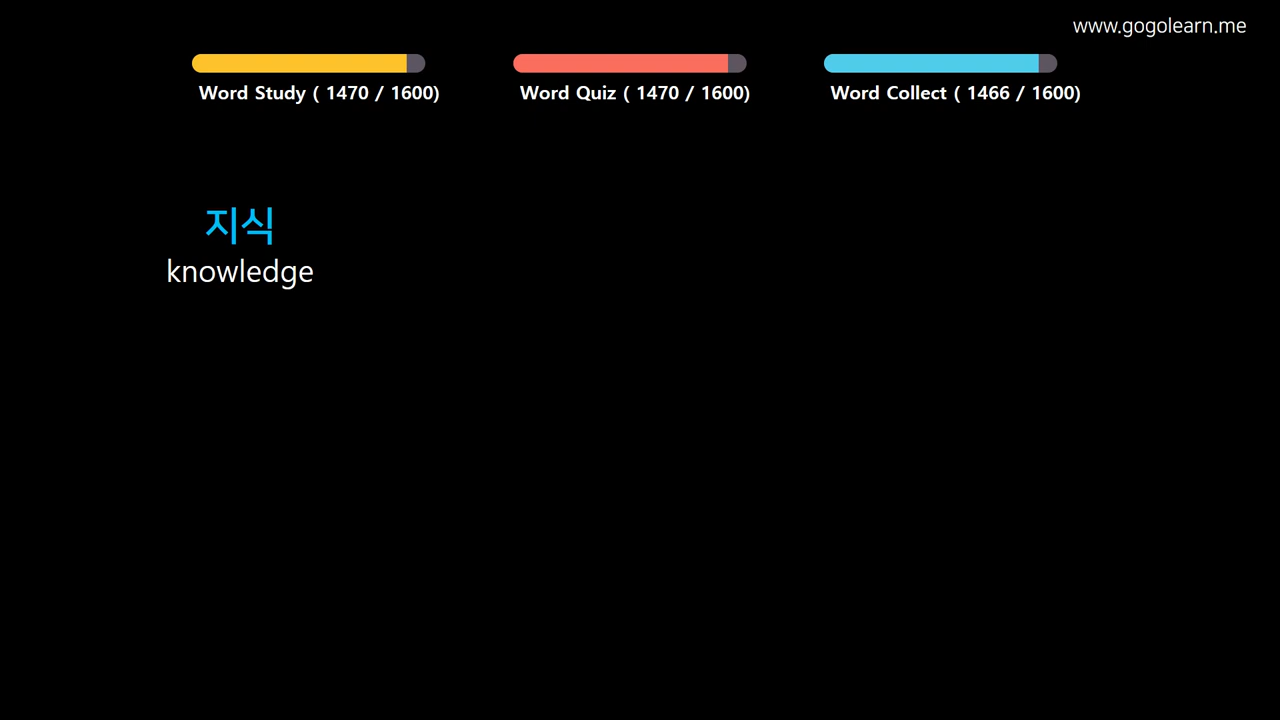 www.gogolearn.me
Word Study ( 1470 / 1600)
Word Quiz ( 1470 / 1600)
Word Collect ( 1466 / 1600)
지식
knowledge